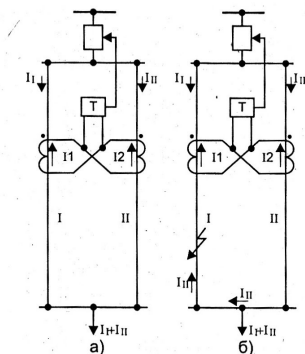 I_I I_II I_I I_II
T T
I1 I2 I1 I2
I II I II
I_II
I_II
I_I+I_II I_I+I_II
а) б)